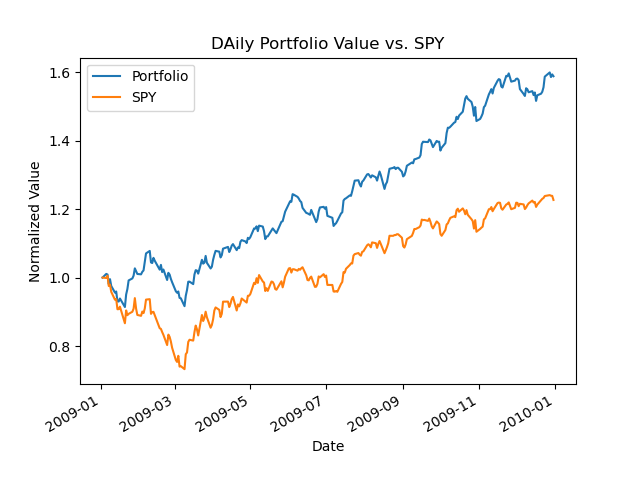 DAily Portfolio Value vs. SPY
Portfolio
SPY
Normalized Value
1.6
1.4
1.2
1.0
0.8
2009-01
2009-03
2009-05
2009-07
2009-09
2009-11
2010-01
Date